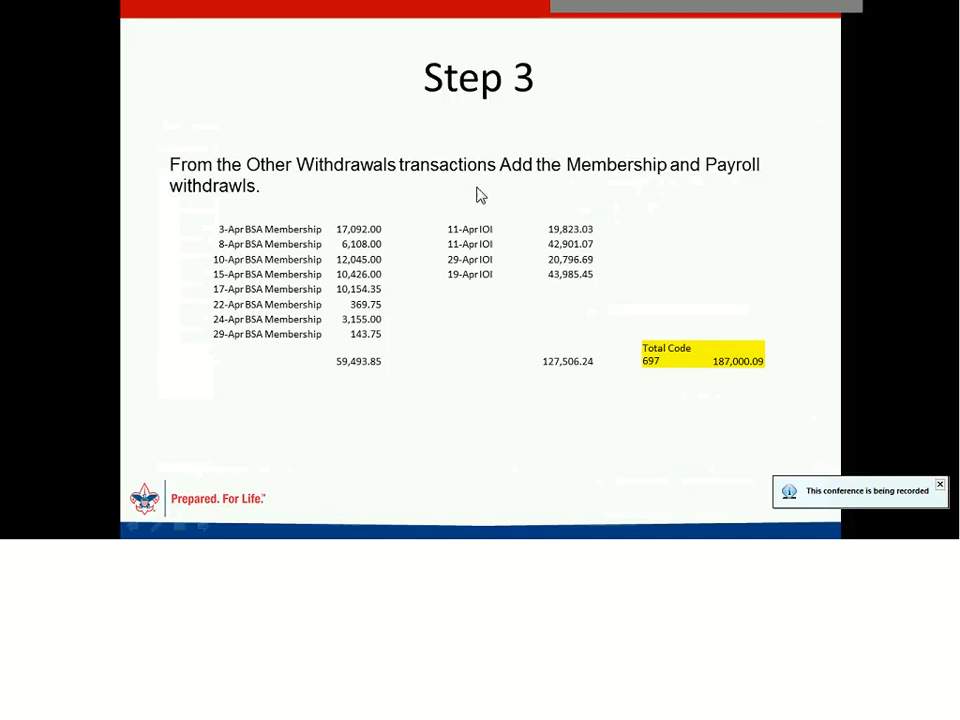 Step 3
From the Other Withdrawals transactions Add the Membership and Payroll
withdrawls.
3-Apr BSA Membership 17,092.00 11-Apr IOI 19,823.03
8-Apr BSA Membership 6,108.00 11-Apr IOI 42,901.07
10-Apr BSA Membership 12,045.00 29-Apr IOI 20,796.69
15-Apr BSA Membership 10,426.00 19-Apr IOI 43,985.45
17-Apr BSA Membership 10,154.35
22-Apr BSA Membership 369.75
24-Apr BSA Membership 3,155.00
29-Apr BSA Membership 143.75
Total Code
59,493.85 127,506.24 697 187,000.09
Prepared. For Life.™
This conference is being recorded